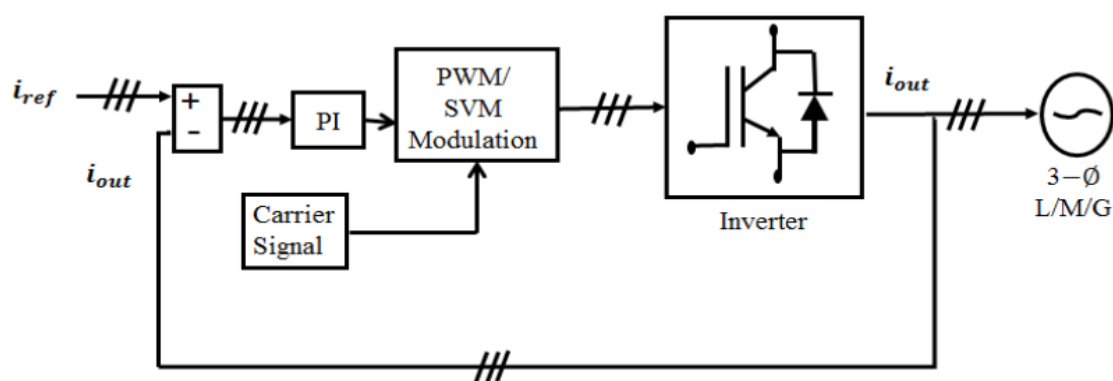 i_ref
+
-
i_out
PI
PWM/
SVM
Modulation
Carrier
Signal
Inverter
i_out
3−Ø
L/M/G